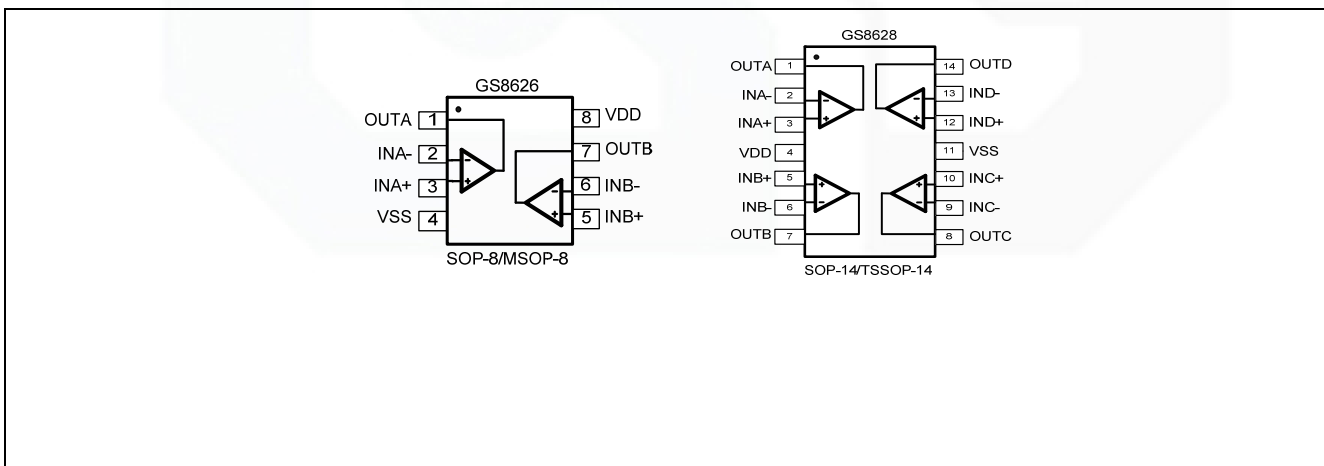 GS8626
OUTA 1
INA- 2
INA+ 3
VSS 4
8 VDD
7 OUTB
6 INB-
5 INB+
SOP-8/MSOP-8
GS8628
OUTA 1
INA- 2
INA+ 3
VDD 4
INB+ 5
INB- 6
OUTB 7
14 OUTD
13 IND-
12 IND+
11 VSS
10 INC+
9 INC-
8 OUTC
SOP-14/TSSOP-14